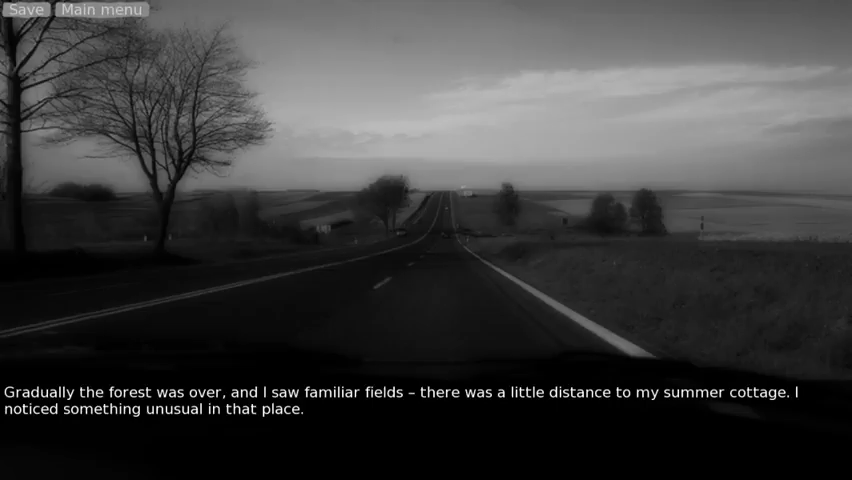 Save Main menu
Gradually the forest was over, and I saw familiar fields – there was a little distance to my summer cottage. I
noticed something unusual in that place.